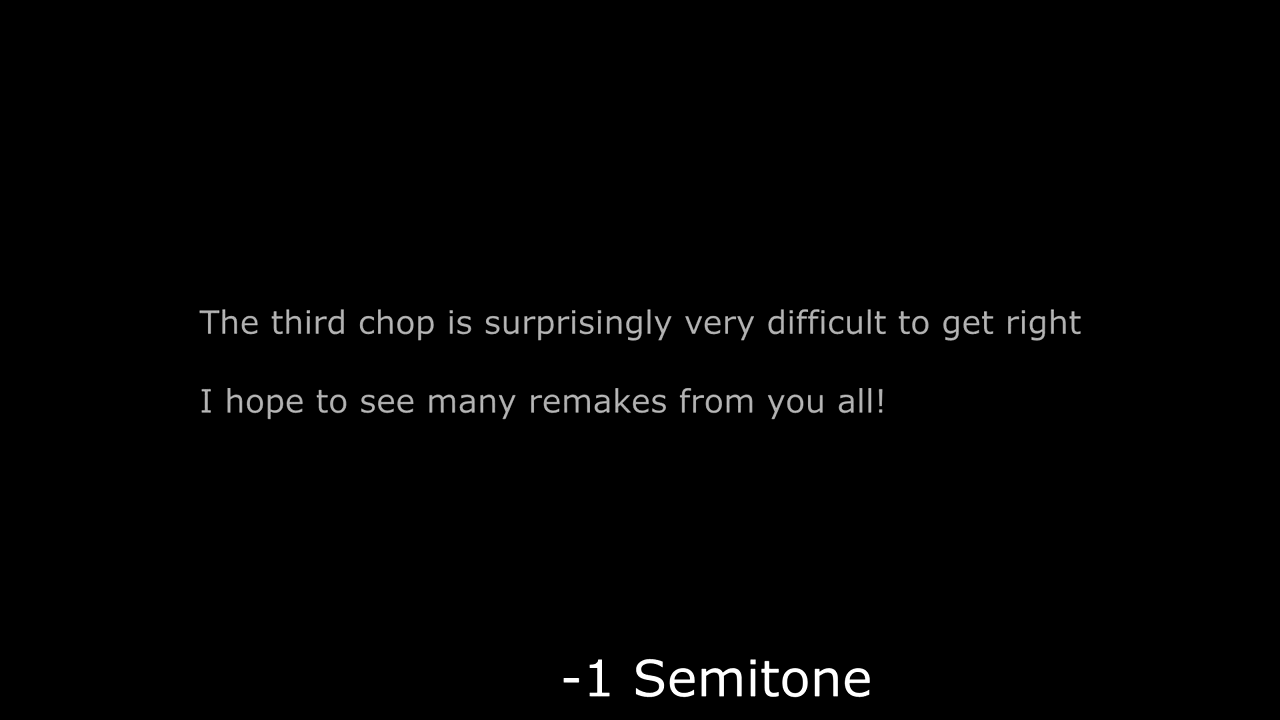 The third chop is surprisingly very difficult to get right
I hope to see many remakes from you all!
-1 Semitone